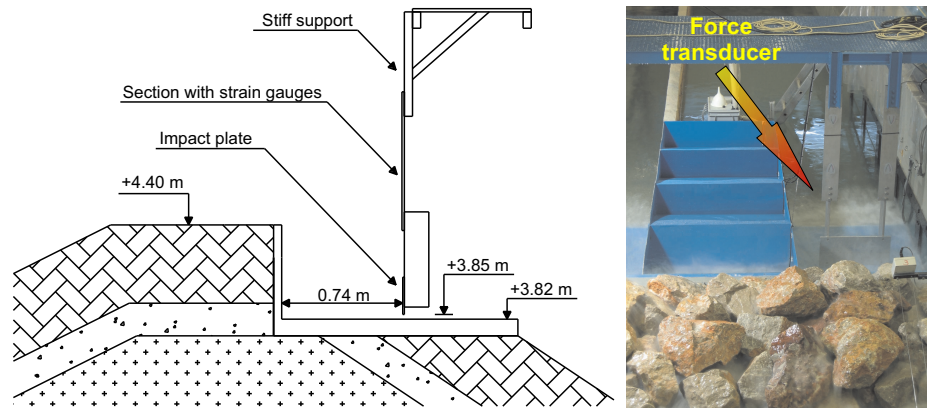 Stiff support
Section with strain gauges
Impact plate
+4.40 m
0.74 m
+3.85 m
+3.82 m
Force
transducer